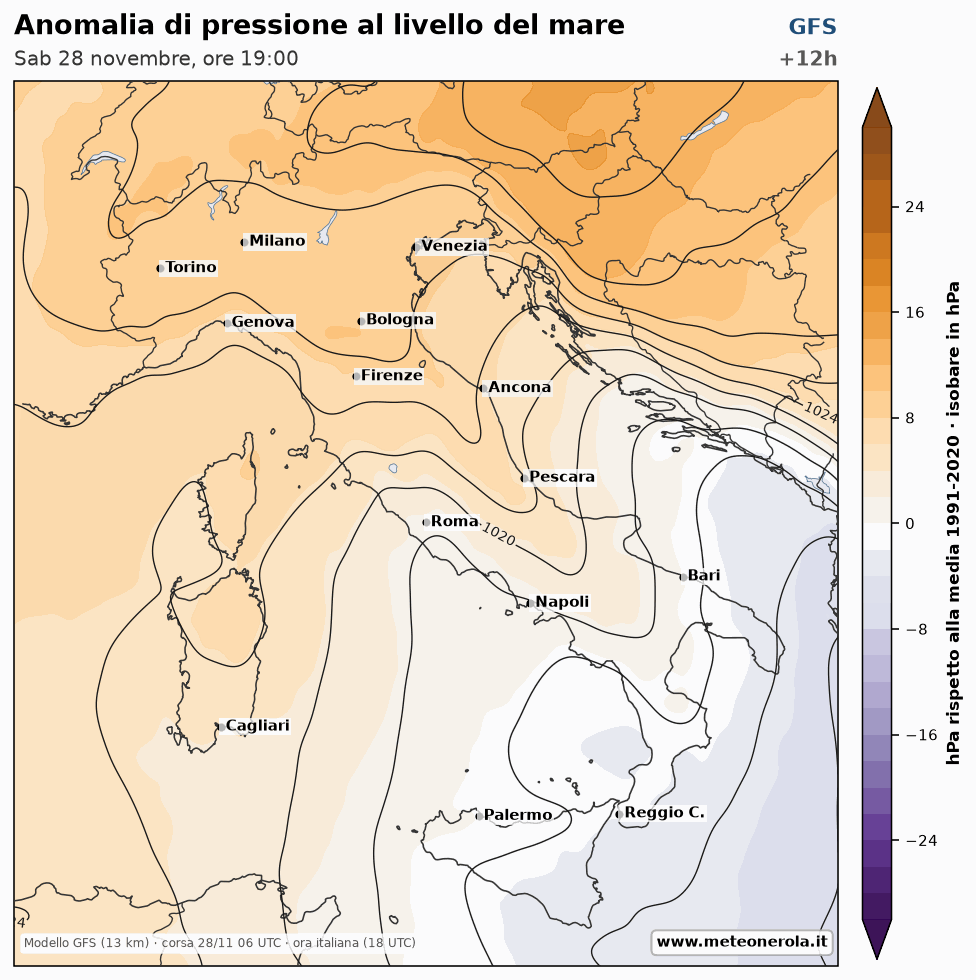 Anomalia di pressione al livello del mare
GFS
Sab 28 novembre, ore 19:00
+12h
Milano
Venezia
Torino
Genova
Bologna
Firenze
Ancona
1024
Pescara
Roma
1020
Bari
Napoli
Cagliari
Palermo
Reggio C.
24
16
8
0
−8
−16
−24
hPa rispetto alla media 1991-2020 · isobare in hPa
Modello GFS (13 km) · corsa 28/11 06 UTC · ora italiana (18 UTC)
www.meteonerola.it